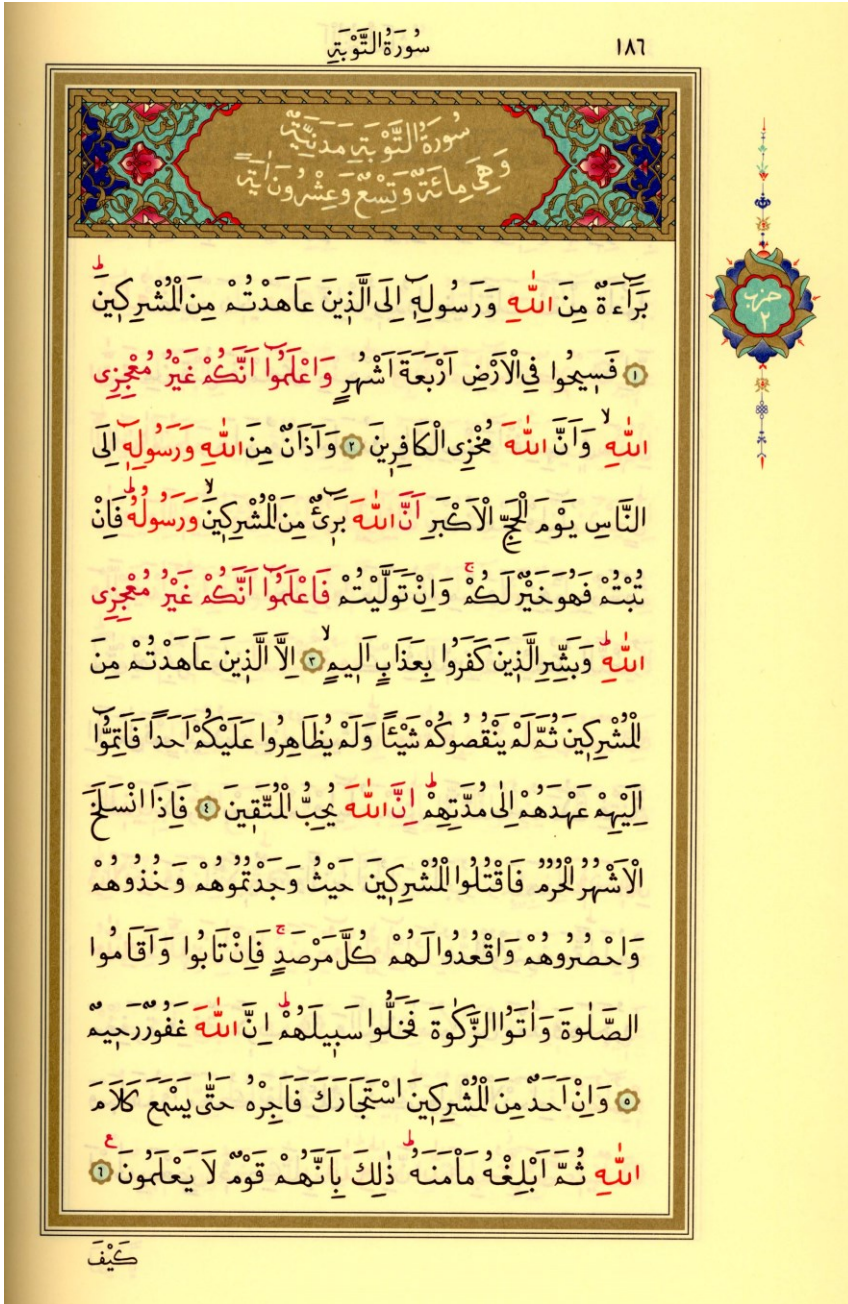 ١٨٦ سُورَةُ التَّوْبَةِ
سُورَةُ التَّوْبَةِ مَدَنِيَّةٌ
وَهِيَ مِائَةٌ وَتِسْعٌ وَعِشْرُونَ اٰيَةً
حزب
٢
بَرَٓاءَةٌ مِنَ اللّٰهِ وَرَسُولِهٖٓ اِلَى الَّذٖينَ عَاهَدْتُمْ مِنَ الْمُشْرِكٖينَؕ
﴿١﴾ فَسٖيحُوا فِي الْاَرْضِ اَرْبَعَةَ اَشْهُرٍ وَاعْلَمُٓوا اَنَّكُمْ غَيْرُ مُعْجِزِي
اللّٰهِۙ وَاَنَّ اللّٰهَ مُخْزِي الْكَافِرٖينَ ﴿٢﴾ وَاَذَانٌ مِنَ اللّٰهِ وَرَسُولِهٖٓ اِلَى
النَّاسِ يَوْمَ الْحَجِّ الْاَكْبَرِ اَنَّ اللّٰهَ بَرٖٓيءٌ مِنَ الْمُشْرِكٖينَۙ وَرَسُولُهُؕ فَاِنْ
تُبْتُمْ فَهُوَ خَيْرٌ لَكُمْۚ وَاِنْ تَوَلَّيْتُمْ فَاعْلَمُٓوا اَنَّكُمْ غَيْرُ مُعْجِزِي
اللّٰهِؕ وَبَشِّرِ الَّذٖينَ كَفَرُوا بِعَذَابٍ اَلٖيمٍۙ ﴿٣﴾ اِلَّا الَّذٖينَ عَاهَدْتُمْ مِنَ
الْمُشْرِكٖينَ ثُمَّ لَمْ يَنْقُصُوكُمْ شَيْـًٔا وَلَمْ يُظَاهِرُوا عَلَيْكُمْ اَحَدًا فَاَتِمُّٓوا
اِلَيْهِمْ عَهْدَهُمْ اِلٰى مُدَّتِهِمْؕ اِنَّ اللّٰهَ يُحِبُّ الْمُتَّقٖينَ ﴿٤﴾ فَاِذَا انْسَلَخَ
الْاَشْهُرُ الْحُرُمُ فَاقْتُلُوا الْمُشْرِكٖينَ حَيْثُ وَجَدْتُمُوهُمْ وَخُذُوهُمْ
وَاحْصُرُوهُمْ وَاقْعُدُوا لَهُمْ كُلَّ مَرْصَدٍۚ فَاِنْ تَابُوا وَاَقَامُوا
الصَّلٰوةَ وَاٰتَوُا الزَّكٰوةَ فَخَلُّوا سَبٖيلَهُمْؕ اِنَّ اللّٰهَ غَفُورٌ رَحٖيمٌ
﴿٥﴾ وَاِنْ اَحَدٌ مِنَ الْمُشْرِكٖينَ اسْتَجَارَكَ فَاَجِرْهُ حَتّٰى يَسْمَعَ كَلَامَ
اللّٰهِ ثُمَّ اَبْلِغْهُ مَأْمَنَهُؕ ذٰلِكَ بِاَنَّهُمْ قَوْمٌ لَا يَعْلَمُونَ ﴿٦﴾ ع
كَيْفَ